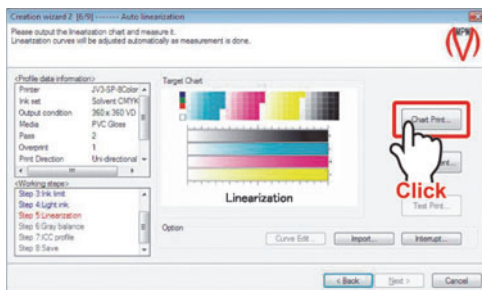 Creation wizard 2 [6/9] ------- Auto linearization
Please output the linearization chart and measure it.
Linearization curves will be adjusted automatically as measurement is done.
MPM
<Profile data information>
Printer JV3-SP-8Color
Ink set Solvent CMYK
Output condition 360 x 360 VD
Media PVC Gloss
Pass 2
Overprint 1
Print Direction Uni-directional
<Working steps>
Step 3:Ink limit
Step 4:Light ink
Step 5:Linearization
Step 6:Gray balance
Step 7:ICC profile
Step 8:Save
Target Chart
Linearization
Chart Print...
Click
Test Print...
Option
Curve Edit...
Import...
Interrupt...
< Back
Next >
Cancel